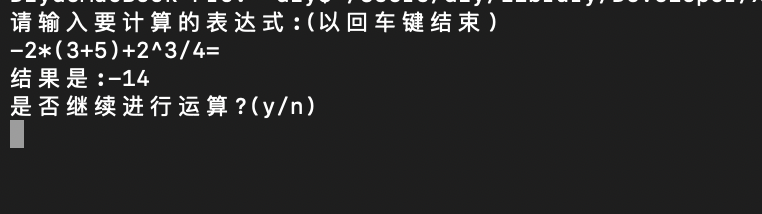 请输入要计算的表达式:(以回车键结束)
-2*(3+5)+2^3/4=
结果是:-14
是否继续进行运算?(y/n)